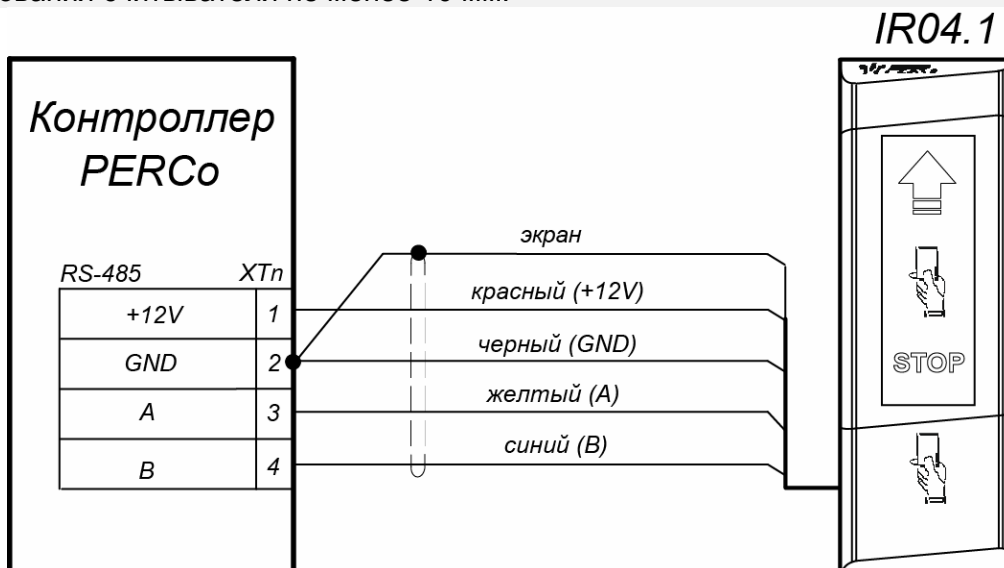 IR04.1
Контроллер
PERCo
экран
RS-485 XTn
красный (+12V)
+12V 1
черный (GND)
GND 2
STOP
желтый (A)
A 3
синий (B)
B 4